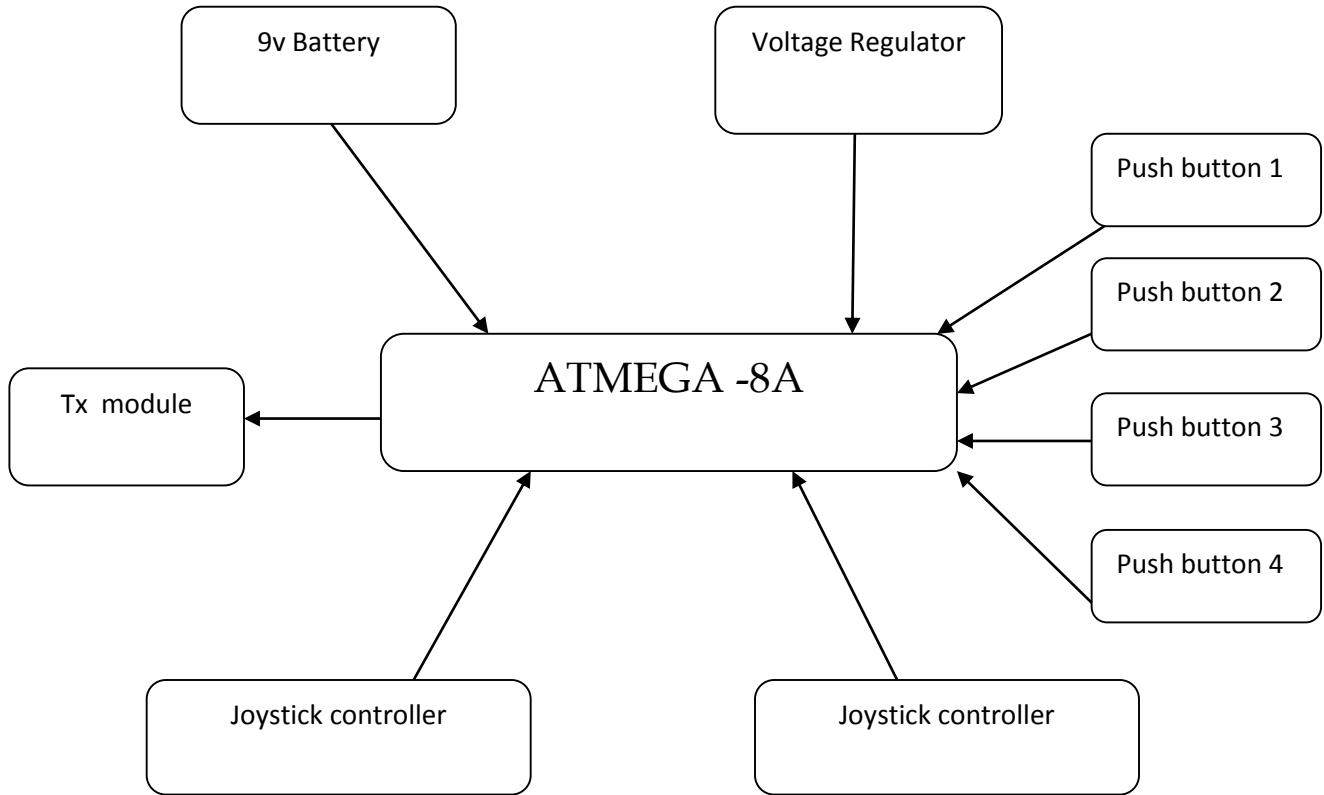 9v Battery
Voltage Regulator
Push button 1
Push button 2
ATMEGA -8A
Tx  module
Push button 3
Push button 4
Joystick controller
Joystick controller